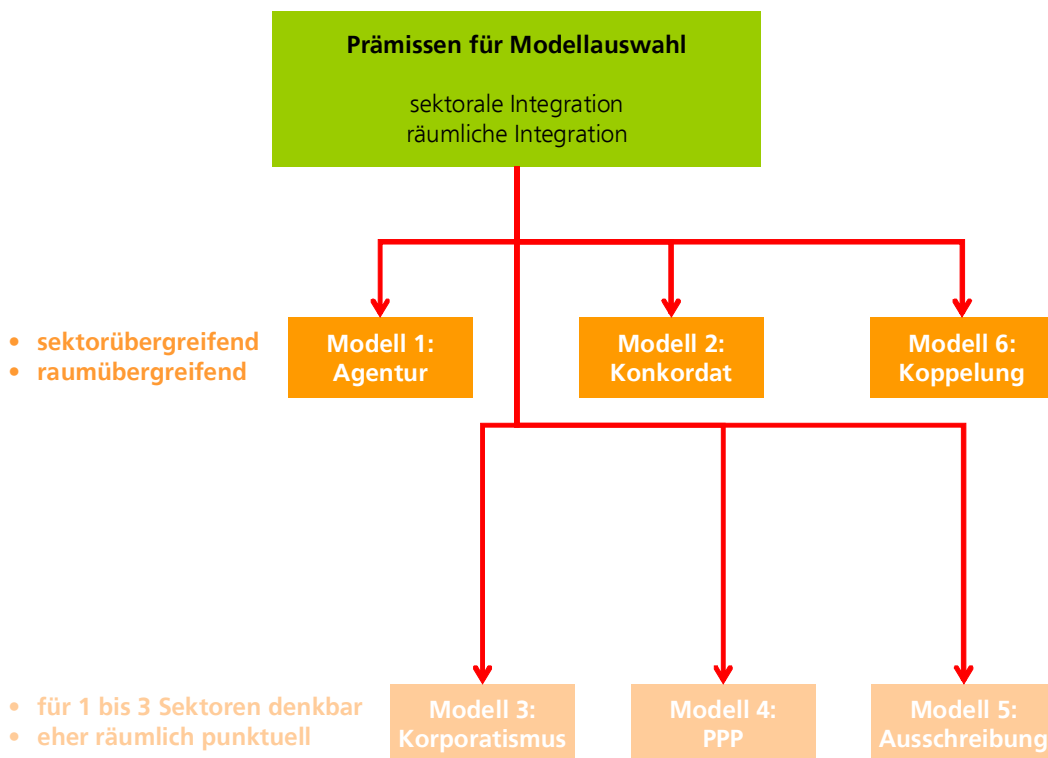 Prämissen für Modellauswahl
sektorale Integration
räumliche Integration
• sektorübergreifend
• raumübergreifend
Modell 1:
Agentur
Modell 2:
Konkordat
Modell 6:
Koppelung
• für 1 bis 3 Sektoren denkbar
• eher räumlich punktuell
Modell 3:
Korporatismus
Modell 4:
PPP
Modell 5:
Ausschreibung